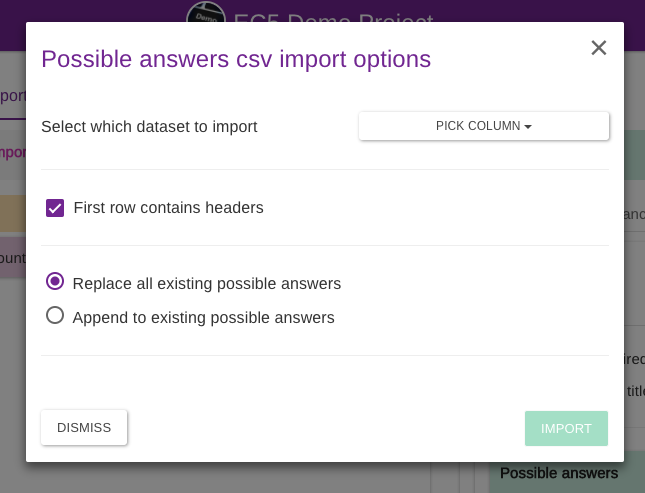 Demo
EC5 Demo Project
Possible answers csv import options
Select which dataset to import
PICK COLUMN
First row contains headers
Replace all existing possible answers
Append to existing possible answers
DISMISS
IMPORT
Possible answers